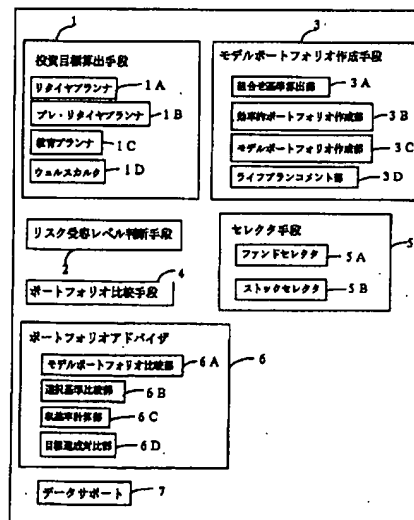 1
投資目標算出手段
リタイヤプランナ 1A
プレ・リタイヤプランナ 1B
教育プランナ 1C
ウェルスカルク 1D
3
モデルポートフォリオ作成手段
組合せ基準算出部 3A
効率的ポートフォリオ作成部 3B
モデルポートフォリオ作成部 3C
ライフプランコメント部 3D
リスク受容レベル判断手段
2
ポートフォリオ比較手段
4
セレクタ手段
5
ファンドセレクタ 5A
ストックセレクタ 5B
ポートフォリオアドバイザ
6
モデルポートフォリオ比較部 6A
選択基準比較部 6B
収益率計算部 6C
目標達成対比部 6D
データサポート 7